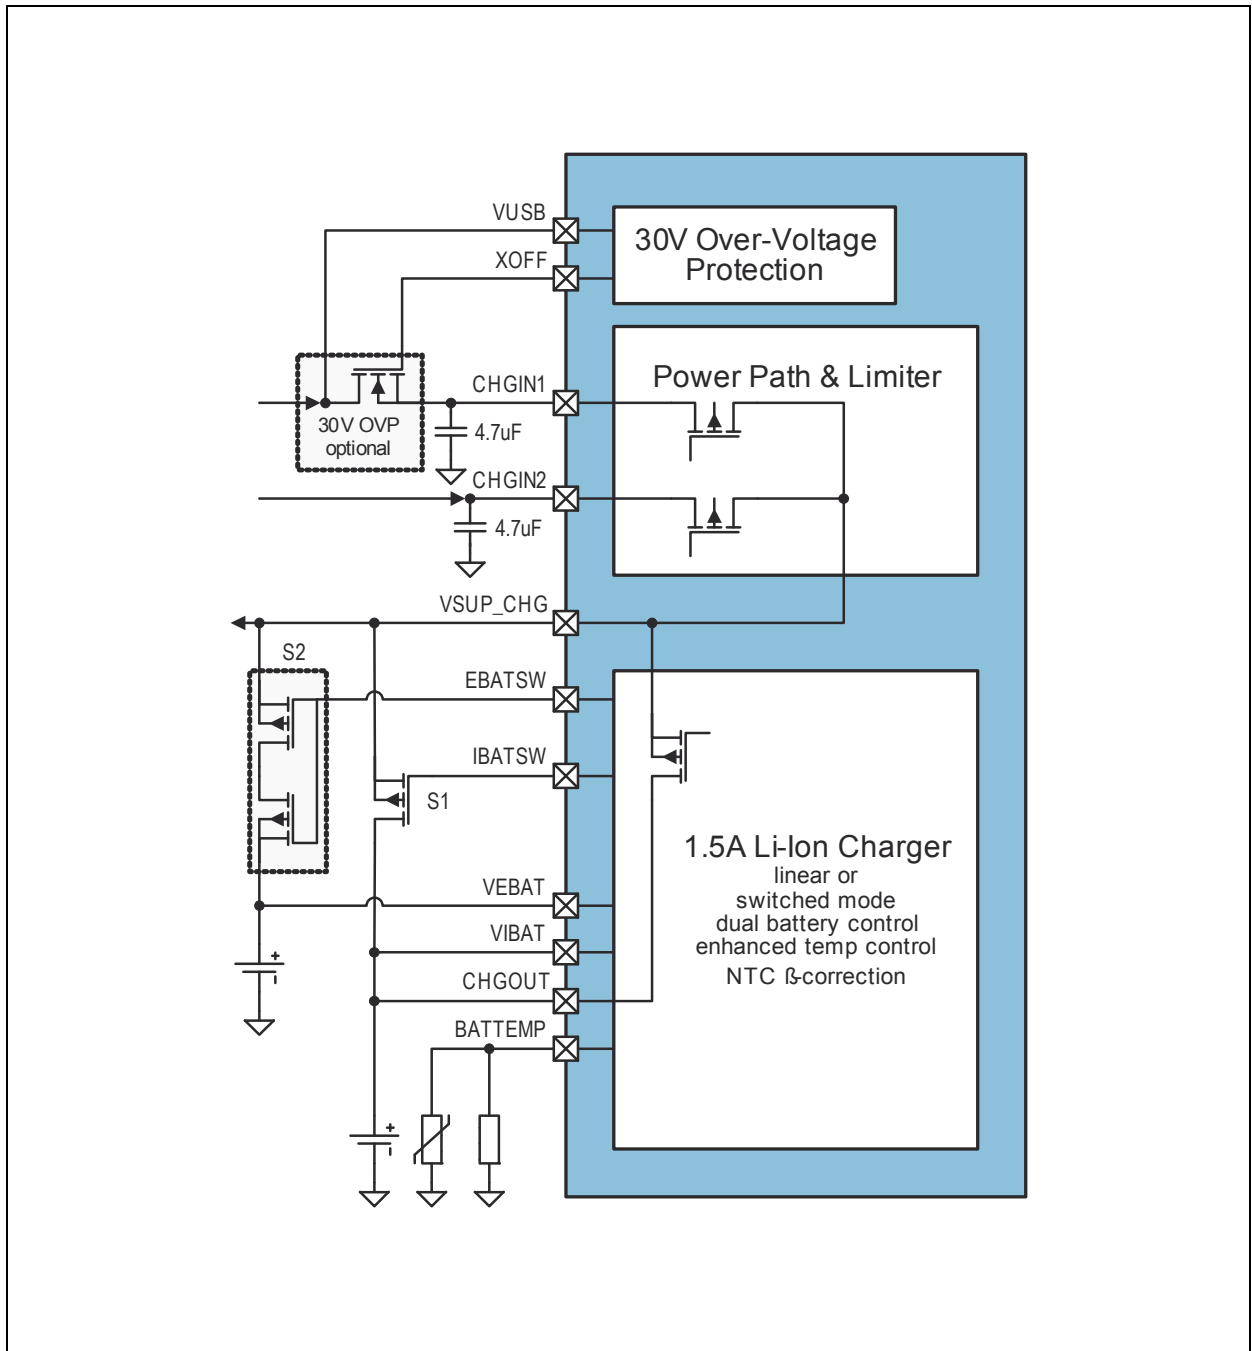 VUSB
30V Over-Voltage
Protection
XOFF
Power Path & Limiter
CHGIN1
30V OVP
optional
4.7uF
CHGIN2
4.7uF
VSUP_CHG
S2
EBATSW
IBATSW
S1
1.5A Li-Ion Charger
linear or
switched mode
dual battery control
enhanced temp control
NTC ß-correction
VEBAT
VIBAT
CHGOUT
BATTEMP
+
-
+
-